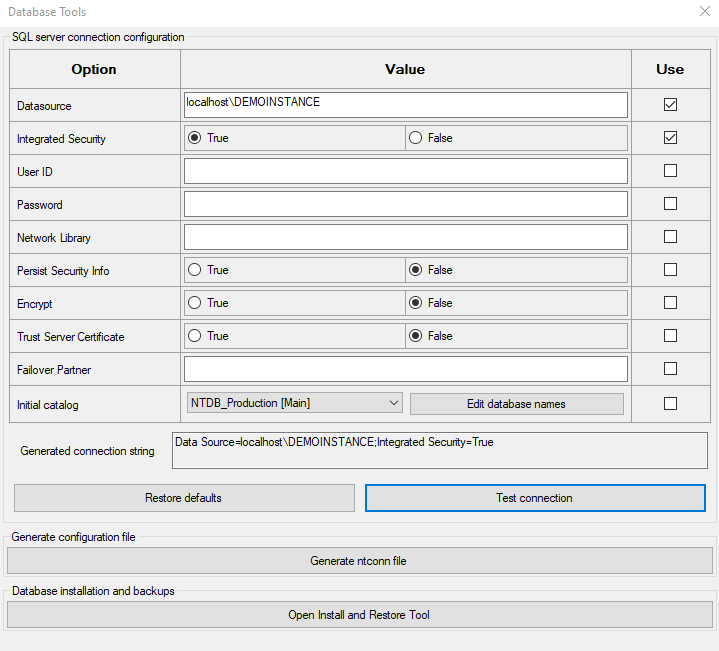 Database Tools
SQL server connection configuration
Option Value Use
Datasource localhost\DEMOINSTANCE
Integrated Security True False
User ID
Password
Network Library
Persist Security Info True False
Encrypt True False
Trust Server Certificate True False
Failover Partner
Initial catalog NTDB_Production [Main] Edit database names
Generated connection string Data Source=localhost\DEMOINSTANCE;Integrated Security=True
Restore defaults Test connection
Generate configuration file
Generate ntconn file
Database installation and backups
Open Install and Restore Tool